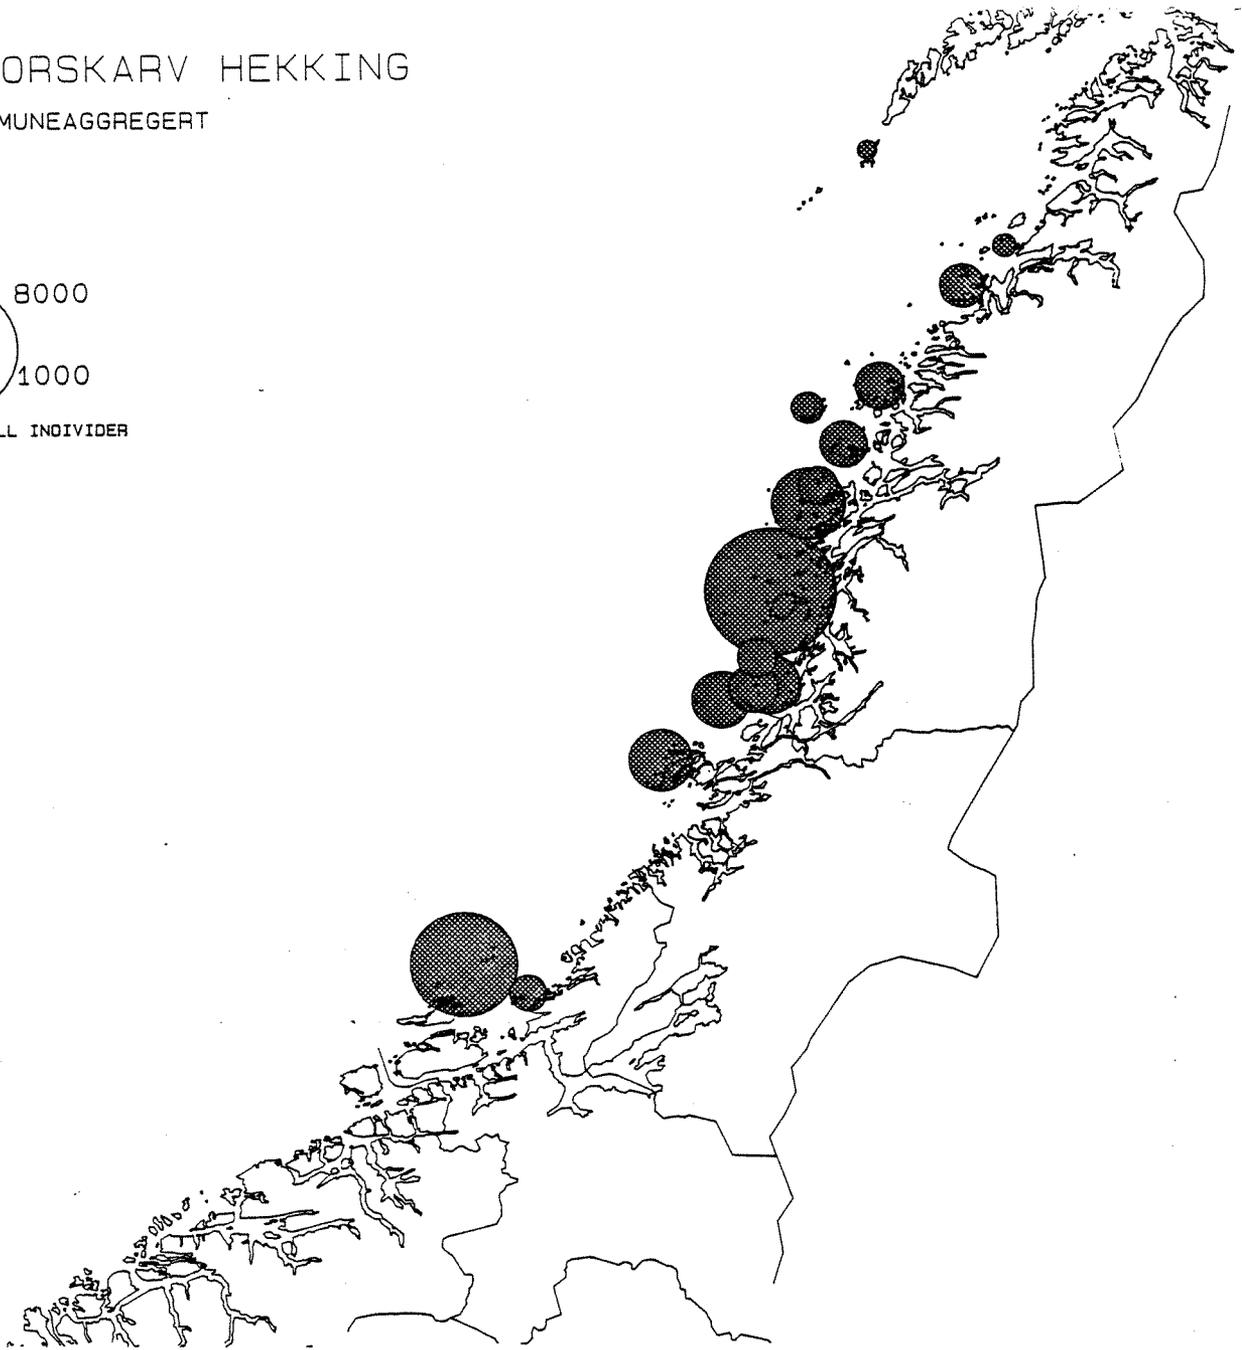 ORSKARV HEKKING
MUNEAGGREGERT
8000
1000
LL INDIVIDER